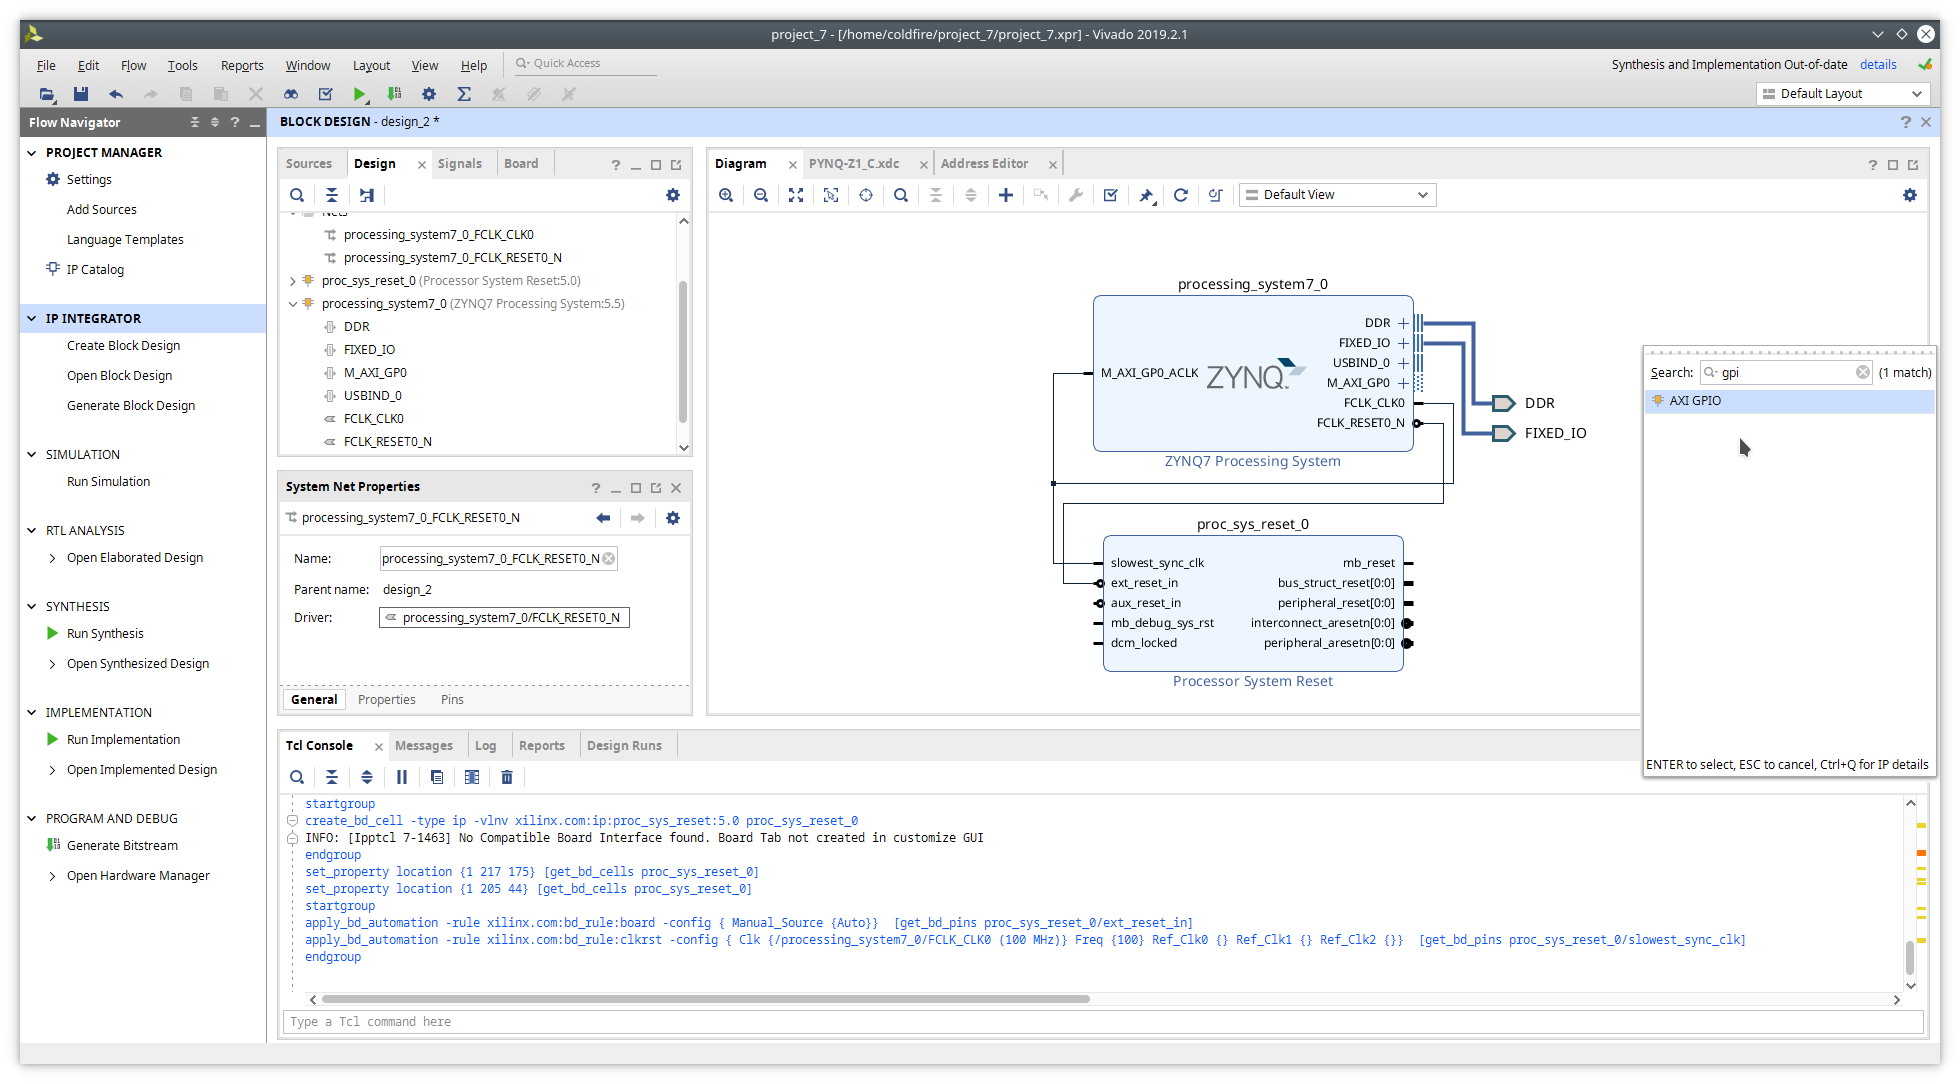 project_7 - [/home/coldfire/project_7/project_7.xpr] - Vivado 2019.2.1
File Edit Flow Tools Reports Window Layout View Help Quick Access
Synthesis and Implementation Out-of-date details
Default Layout
Flow Navigator
PROJECT MANAGER
Settings
Add Sources
Language Templates
IP Catalog
IP INTEGRATOR
Create Block Design
Open Block Design
Generate Block Design
SIMULATION
Run Simulation
RTL ANALYSIS
Open Elaborated Design
SYNTHESIS
Run Synthesis
Open Synthesized Design
IMPLEMENTATION
Run Implementation
Open Implemented Design
PROGRAM AND DEBUG
Generate Bitstream
Open Hardware Manager
BLOCK DESIGN - design_2 *
Sources Design Signals Board
Nets
processing_system7_0_FCLK_CLK0
processing_system7_0_FCLK_RESET0_N
proc_sys_reset_0 (Processor System Reset:5.0)
processing_system7_0 (ZYNQ7 Processing System:5.5)
DDR
FIXED_IO
M_AXI_GP0
USBIND_0
FCLK_CLK0
FCLK_RESET0_N
System Net Properties
processing_system7_0_FCLK_RESET0_N
Name: processing_system7_0_FCLK_RESET0_N
Parent name: design_2
Driver: processing_system7_0/FCLK_RESET0_N
General Properties Pins
Diagram PYNQ-Z1_C.xdc Address Editor
Default View
processing_system7_0
DDR
FIXED_IO
USBIND_0
M_AXI_GP0_ACLK
ZYNQ
M_AXI_GP0
FCLK_CLK0
FCLK_RESET0_N
ZYNQ7 Processing System
DDR
FIXED_IO
proc_sys_reset_0
slowest_sync_clk mb_reset
ext_reset_in bus_struct_reset[0:0]
aux_reset_in peripheral_reset[0:0]
mb_debug_sys_rst interconnect_aresetn[0:0]
dcm_locked peripheral_aresetn[0:0]
Processor System Reset
Search: gpi (1 match)
AXI GPIO
ENTER to select, ESC to cancel, Ctrl+Q for IP details
Tcl Console Messages Log Reports Design Runs
startgroup
create_bd_cell -type ip -vlnv xilinx.com:ip:proc_sys_reset:5.0 proc_sys_reset_0
INFO: [Ipptcl 7-1463] No Compatible Board Interface found. Board Tab not created in customize GUI
endgroup
set_property location {1 217 175} [get_bd_cells proc_sys_reset_0]
set_property location {1 205 44} [get_bd_cells proc_sys_reset_0]
startgroup
apply_bd_automation -rule xilinx.com:bd_rule:board -config { Manual_Source {Auto}}  [get_bd_pins proc_sys_reset_0/ext_reset_in]
apply_bd_automation -rule xilinx.com:bd_rule:clkrst -config { Clk {/processing_system7_0/FCLK_CLK0 (100 MHz)} Freq {100} Ref_Clk0 {} Ref_Clk1 {} Ref_Clk2 {}}  [get_bd_pins proc_sys_reset_0/slowest_sync_clk]
endgroup
Type a Tcl command here